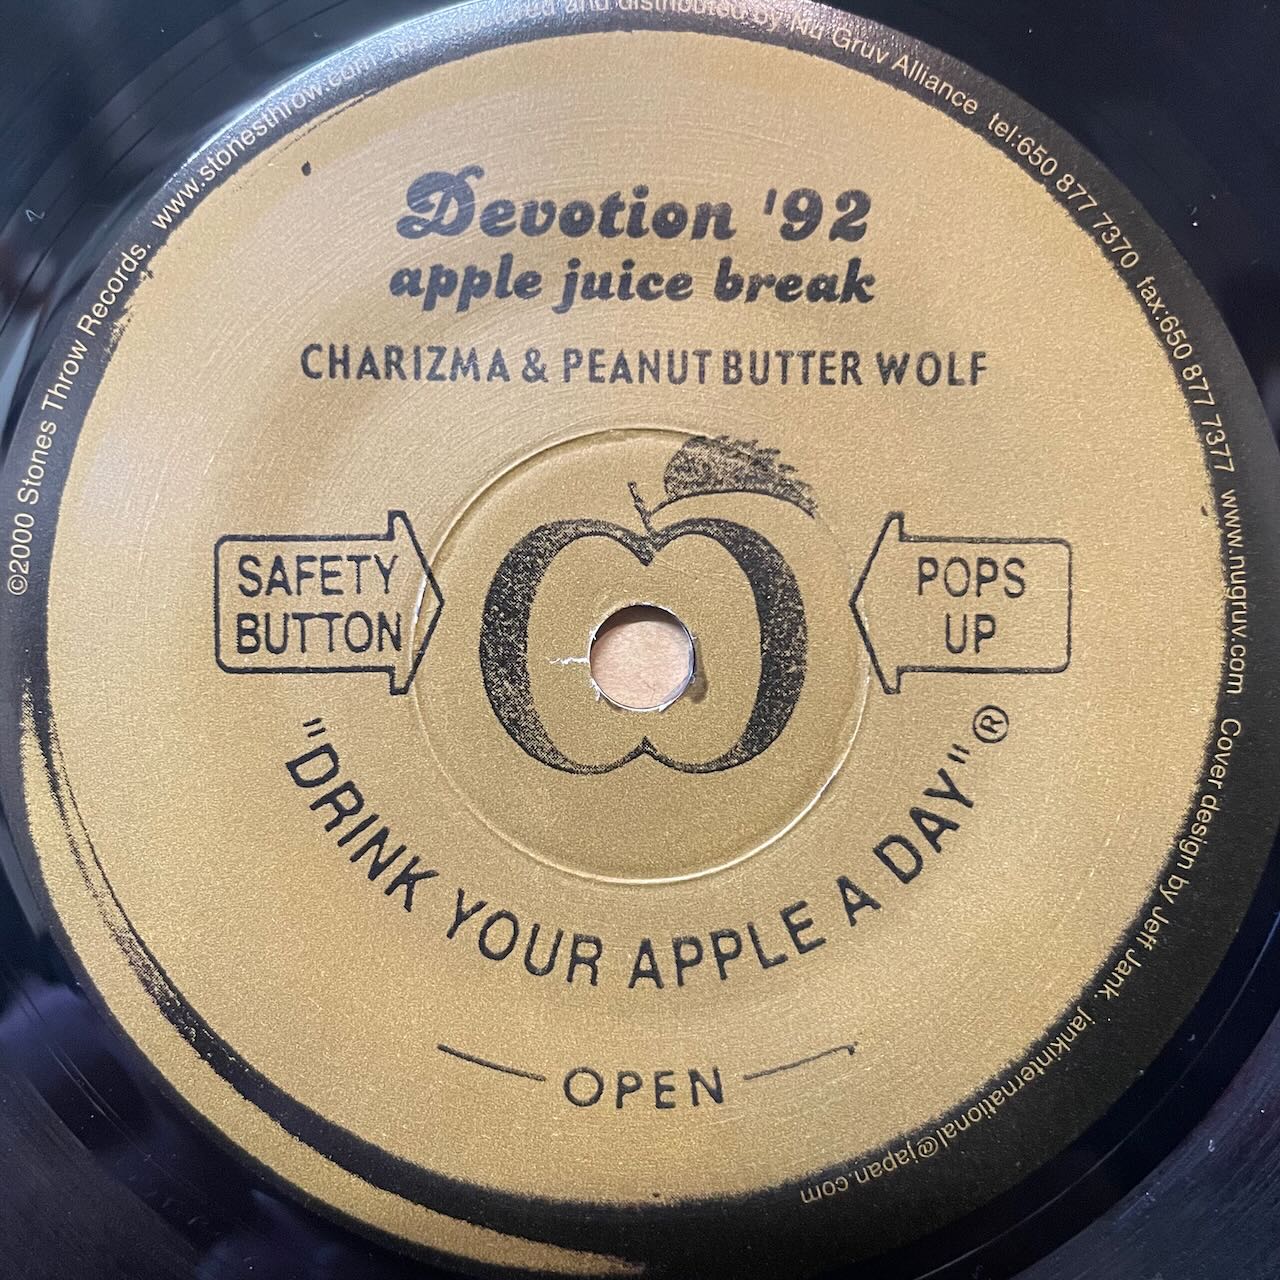 Devotion '92
apple juice break
CHARIZMA & PEANUT BUTTER WOLF
SAFETY
BUTTON
POPS
UP
"DRINK YOUR APPLE A DAY"®
OPEN
©2000 Stones Throw Records. www.stonesthrow.com and distributed by Nu Gruv Alliance tel:650 877 7370 fax:650 877 7377 www.nugruv.com Cover design by Jeff Jank. jankinternational@japan.com